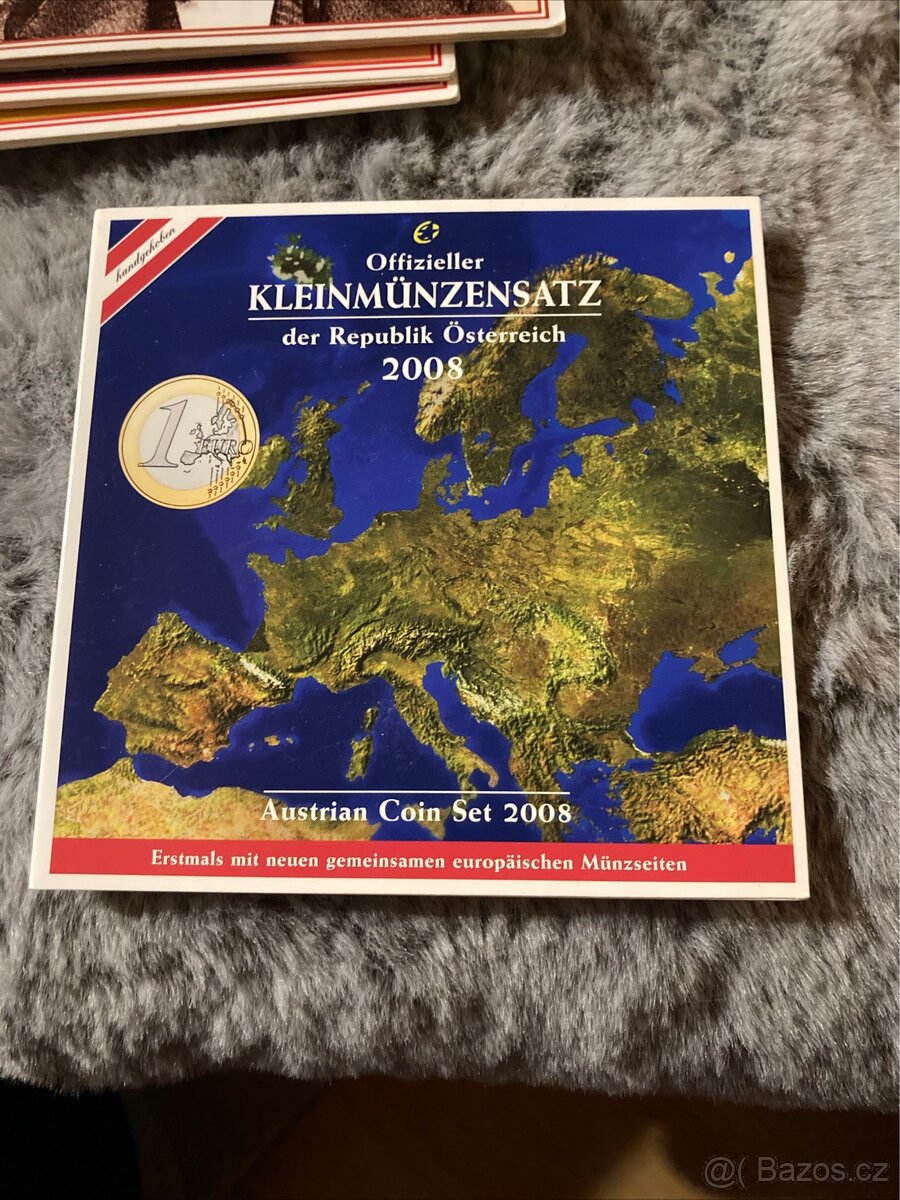 handgehoben
Offizieller
KLEINMÜNZENSATZ
der Republik Österreich
2008
1 EURO
Austrian Coin Set 2008
Erstmals mit neuen gemeinsamen europäischen Münzseiten
@( Bazos.cz